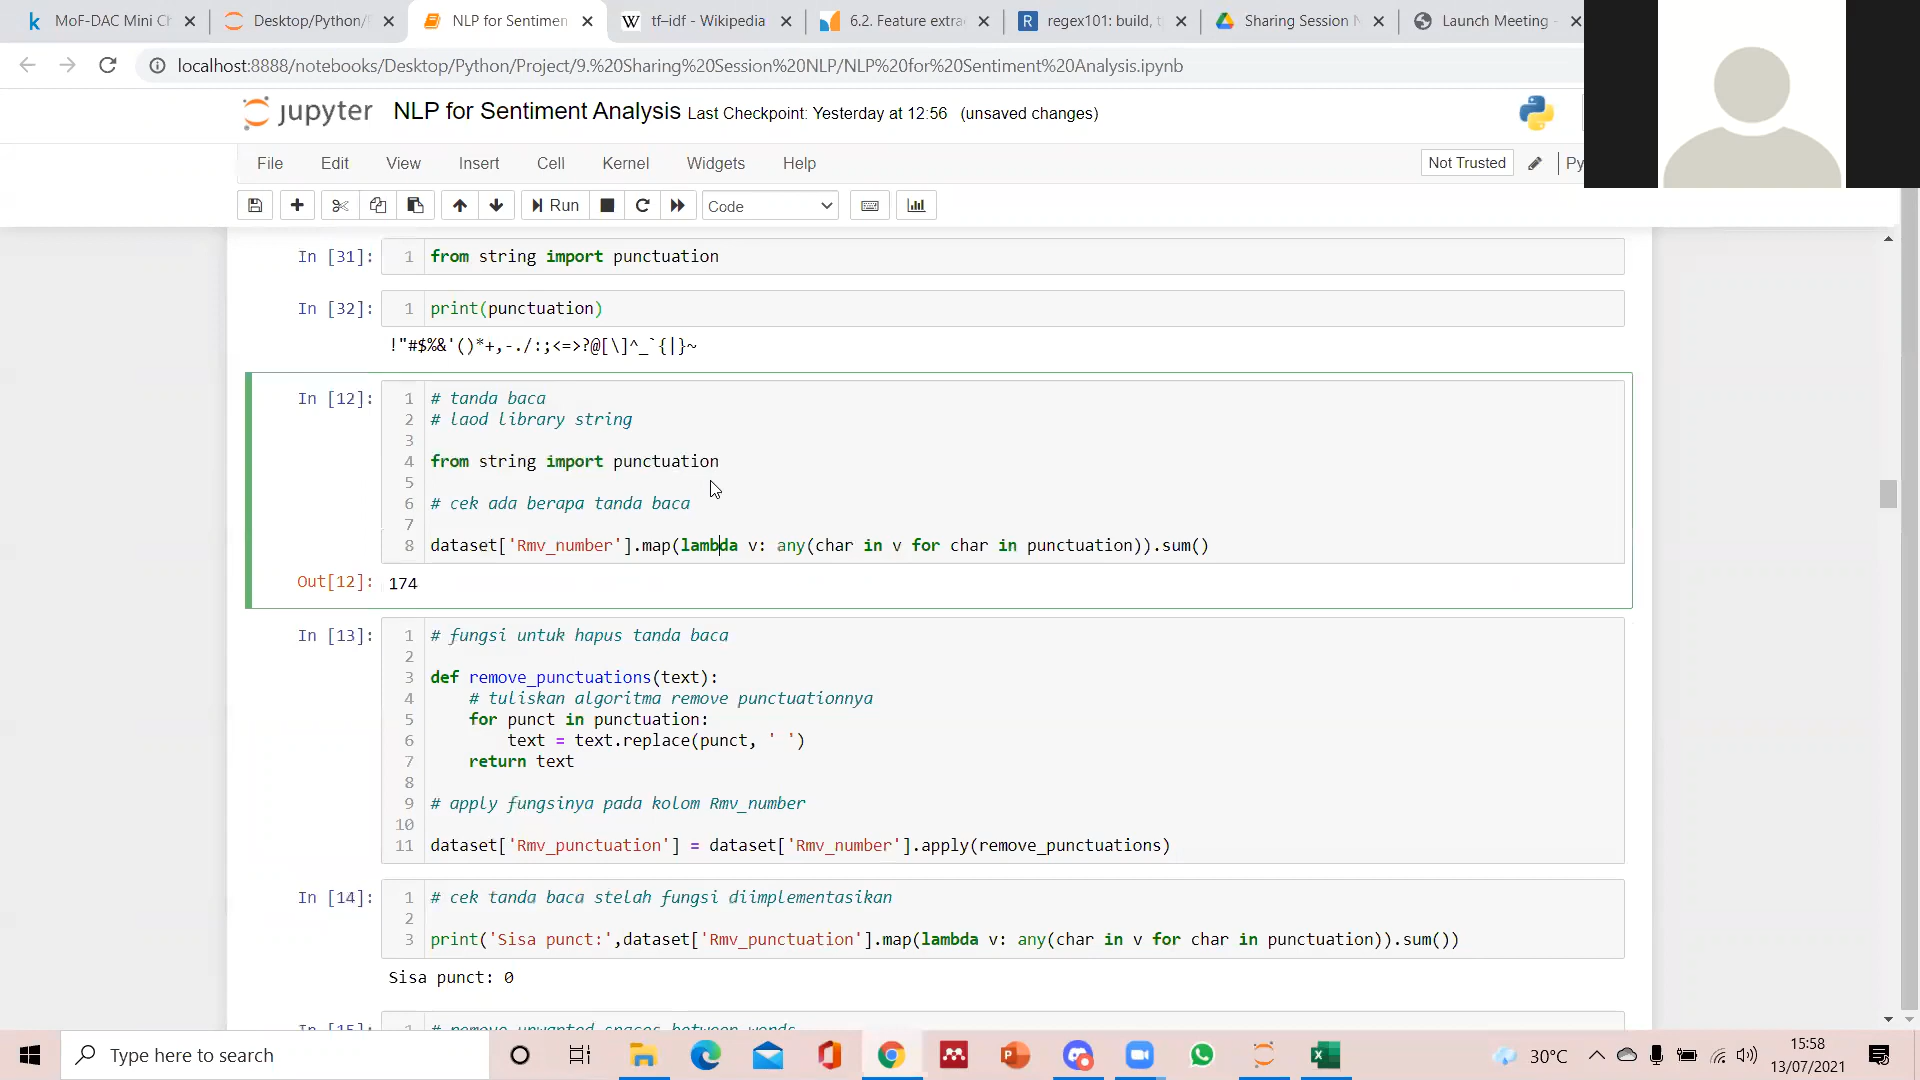 MoF-DAC Mini Ch
Desktop/Python/
NLP for Sentimen
W tf–idf - Wikipedia
6.2. Feature extra
R regex101: build, t
Sharing Session N
Launch Meeting -
localhost:8888/notebooks/Desktop/Python/Project/9.%20Sharing%20Session%20NLP/NLP%20for%20Sentiment%20Analysis.ipynb
jupyter NLP for Sentiment Analysis Last Checkpoint: Yesterday at 12:56 (unsaved changes)
File Edit View Insert Cell Kernel Widgets Help Not Trusted Py
Run Code
In [31]: 1 from string import punctuation
In [32]: 1 print(punctuation)
!"#$%&'()*+,-./:;<=>?@[\]^_`{|}~
In [12]: 1 # tanda baca
2 # laod library string
3
4 from string import punctuation
5
6 # cek ada berapa tanda baca
7
8 dataset['Rmv_number'].map(lambda v: any(char in v for char in punctuation)).sum()
Out[12]: 174
In [13]: 1 # fungsi untuk hapus tanda baca
2
3 def remove_punctuations(text):
4 # tuliskan algoritma remove punctuationnya
5 for punct in punctuation:
6 text = text.replace(punct, ' ')
7 return text
8
9 # apply fungsinya pada kolom Rmv_number
10
11 dataset['Rmv_punctuation'] = dataset['Rmv_number'].apply(remove_punctuations)
In [14]: 1 # cek tanda baca stelah fungsi diimplementasikan
2
3 print('Sisa punct:',dataset['Rmv_punctuation'].map(lambda v: any(char in v for char in punctuation)).sum())
Sisa punct: 0
In [15]: 1 # remove unwanted spaces between words
Type here to search
30°C
15:58
13/07/2021